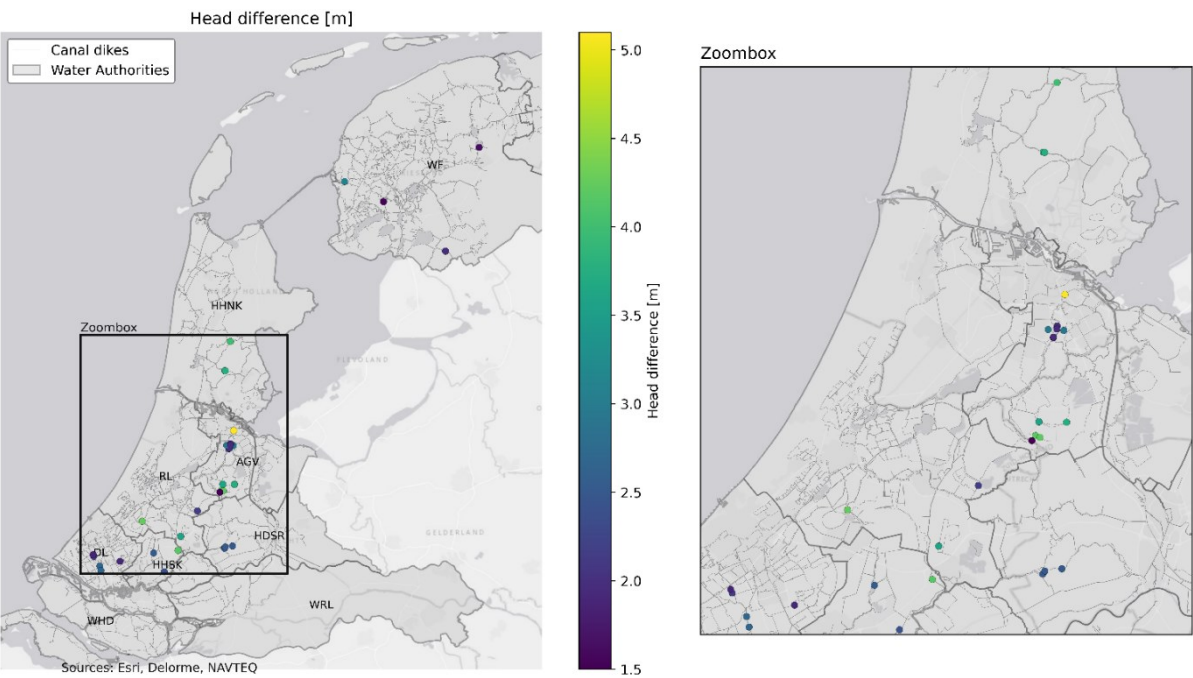 Head difference [m]
Canal dikes
Water Authorities
WF
HHNK
Zoombox
FLEVOLAND
RL
AGV
GELDERLAND
HDSR
DL
HHSK
WRL
WHD
Sources: Esri, Delorme, NAVTEQ
5.0
4.5
4.0
3.5
3.0
2.5
2.0
1.5
Head difference [m]
Zoombox